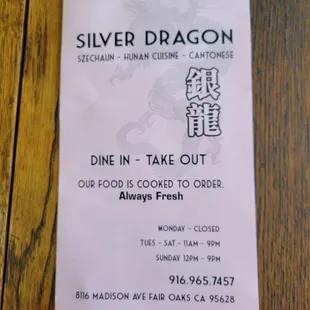 SILVER DRAGON
SZECHAUN - HUNAN CUISINE - CANTONESE
銀龍
DINE IN - TAKE OUT
OUR FOOD IS COOKED TO ORDER.
Always Fresh
MONDAY - CLOSED
TUES - SAT.- 11AM - 9PM
SUNDAY 12PM - 9PM
916.965.7457
8116 MADISON AVE FAIR OAKS CA 95628